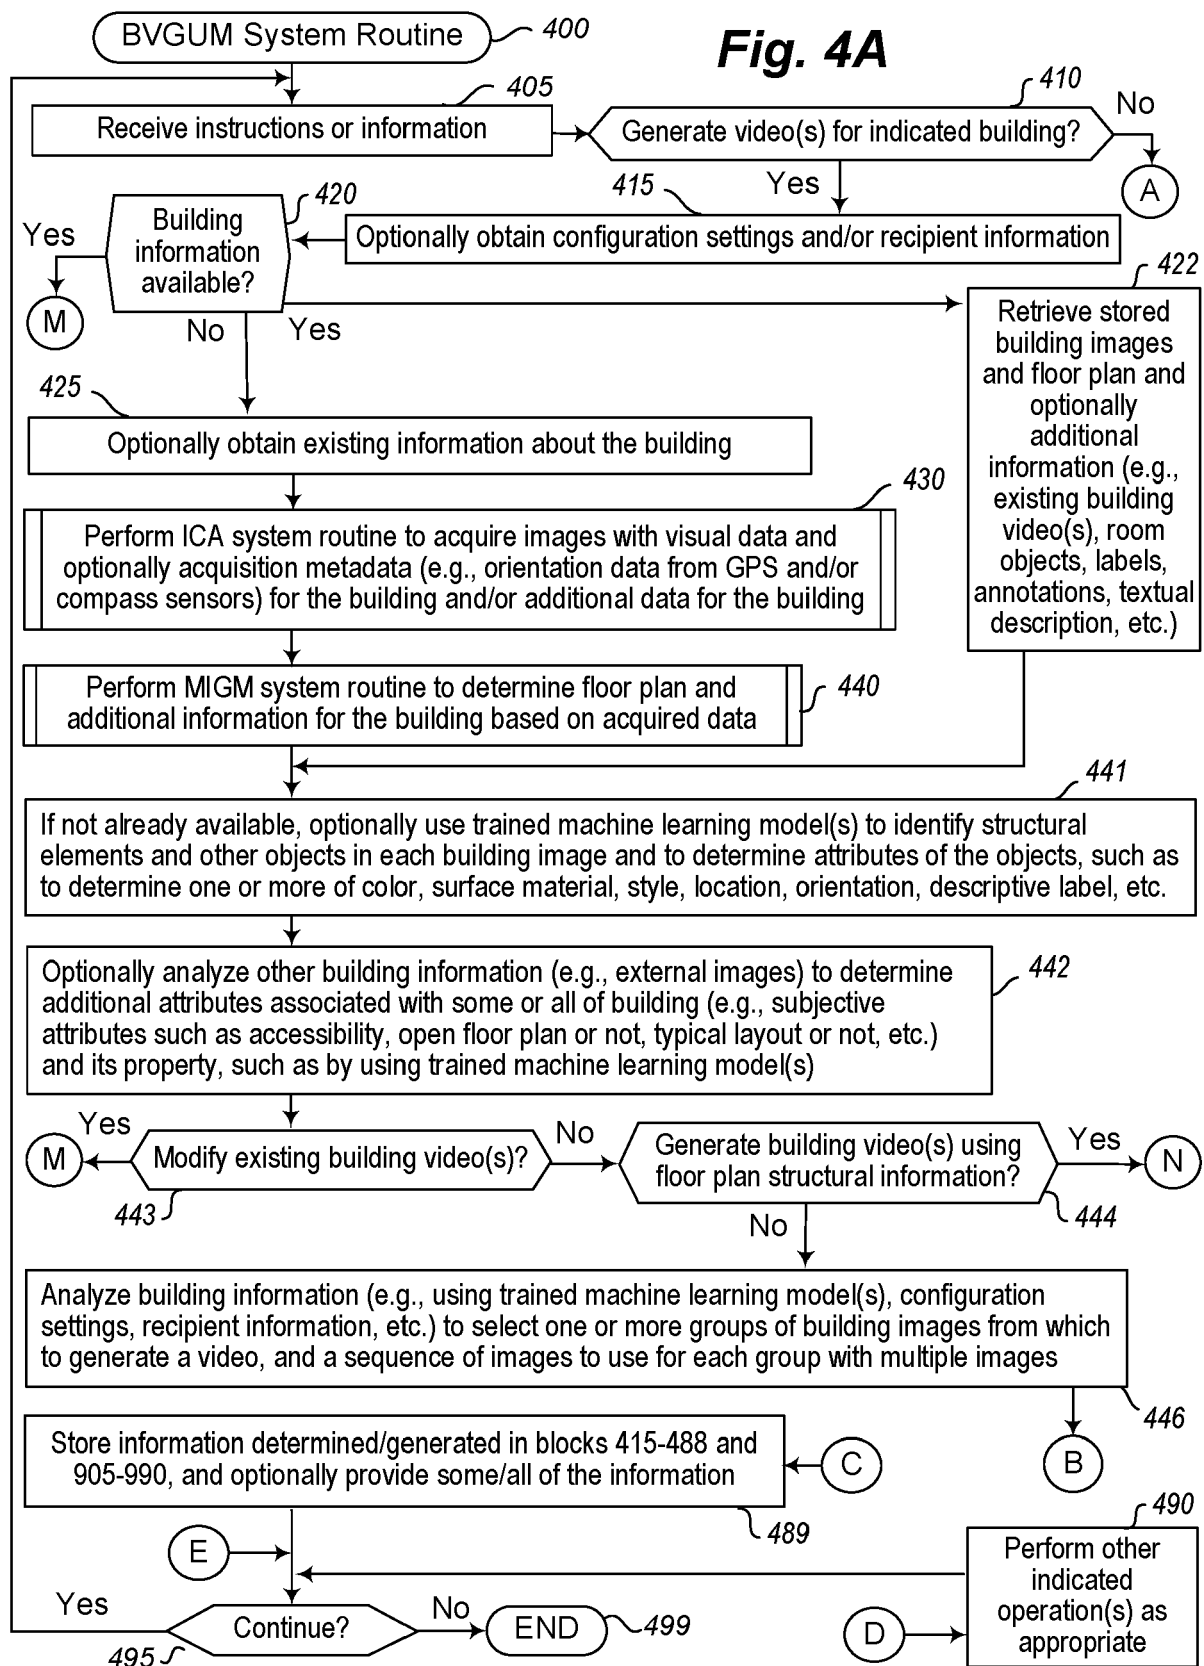 BVGUM System Routine
400
Fig. 4A
405
Receive instructions or information
410
Generate video(s) for indicated building?
No
A
Yes
415
Optionally obtain configuration settings and/or recipient information
420
Building
information
available?
Yes
M
No
Yes
422
Retrieve stored
building images
and floor plan and
optionally
additional
information (e.g.,
existing building
video(s), room
objects, labels,
annotations, textual
description, etc.)
425
Optionally obtain existing information about the building
430
Perform ICA system routine to acquire images with visual data and
optionally acquisition metadata (e.g., orientation data from GPS and/or
compass sensors) for the building and/or additional data for the building
Perform MIGM system routine to determine floor plan and
additional information for the building based on acquired data
440
441
If not already available, optionally use trained machine learning model(s) to identify structural
elements and other objects in each building image and to determine attributes of the objects, such as
to determine one or more of color, surface material, style, location, orientation, descriptive label, etc.
Optionally analyze other building information (e.g., external images) to determine
additional attributes associated with some or all of building (e.g., subjective
attributes such as accessibility, open floor plan or not, typical layout or not, etc.)
and its property, such as by using trained machine learning model(s)
442
Yes
M
Modify existing building video(s)?
443
No
Generate building video(s) using
floor plan structural information?
Yes
N
444
No
Analyze building information (e.g., using trained machine learning model(s), configuration
settings, recipient information, etc.) to select one or more groups of building images from which
to generate a video, and a sequence of images to use for each group with multiple images
446
B
Store information determined/generated in blocks 415-488 and
905-990, and optionally provide some/all of the information
C
489
E
490
Perform other
indicated
operation(s) as
appropriate
D
Yes
Continue?
495
No
END
499